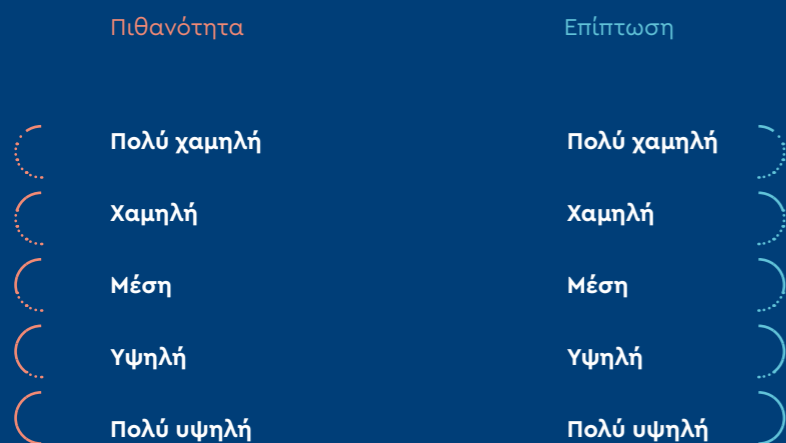 Πιθανότητα
Επίπτωση
Πολύ χαμηλή
Πολύ χαμηλή
Χαμηλή
Χαμηλή
Μέση
Μέση
Υψηλή
Υψηλή
Πολύ υψηλή
Πολύ υψηλή